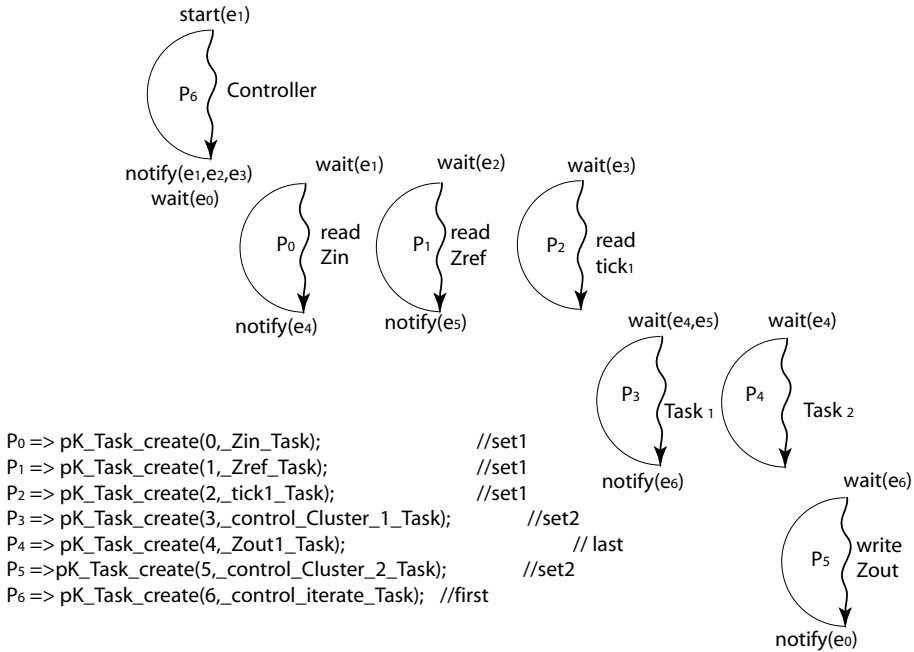 start(e1)
P6
Controller
notify(e1,e2,e3)
wait(e0)
wait(e1)
wait(e2)
wait(e3)
P0
read
Zin
P1
read
Zref
P2
read
tick1
notify(e4)
notify(e5)
wait(e4,e5)
wait(e4)
P3
Task 1
P4
Task 2
notify(e6)
wait(e6)
P5
write
Zout
notify(e0)
P0 => pK_Task_create(0,_Zin_Task); //set1
P1 => pK_Task_create(1,_Zref_Task); //set1
P2 => pK_Task_create(2,_tick1_Task); //set1
P3 => pK_Task_create(3,_control_Cluster_1_Task); //set2
P4 => pK_Task_create(4,_Zout1_Task); // last
P5 =>pK_Task_create(5,_control_Cluster_2_Task); //set2
P6 => pK_Task_create(6,_control_iterate_Task); //first